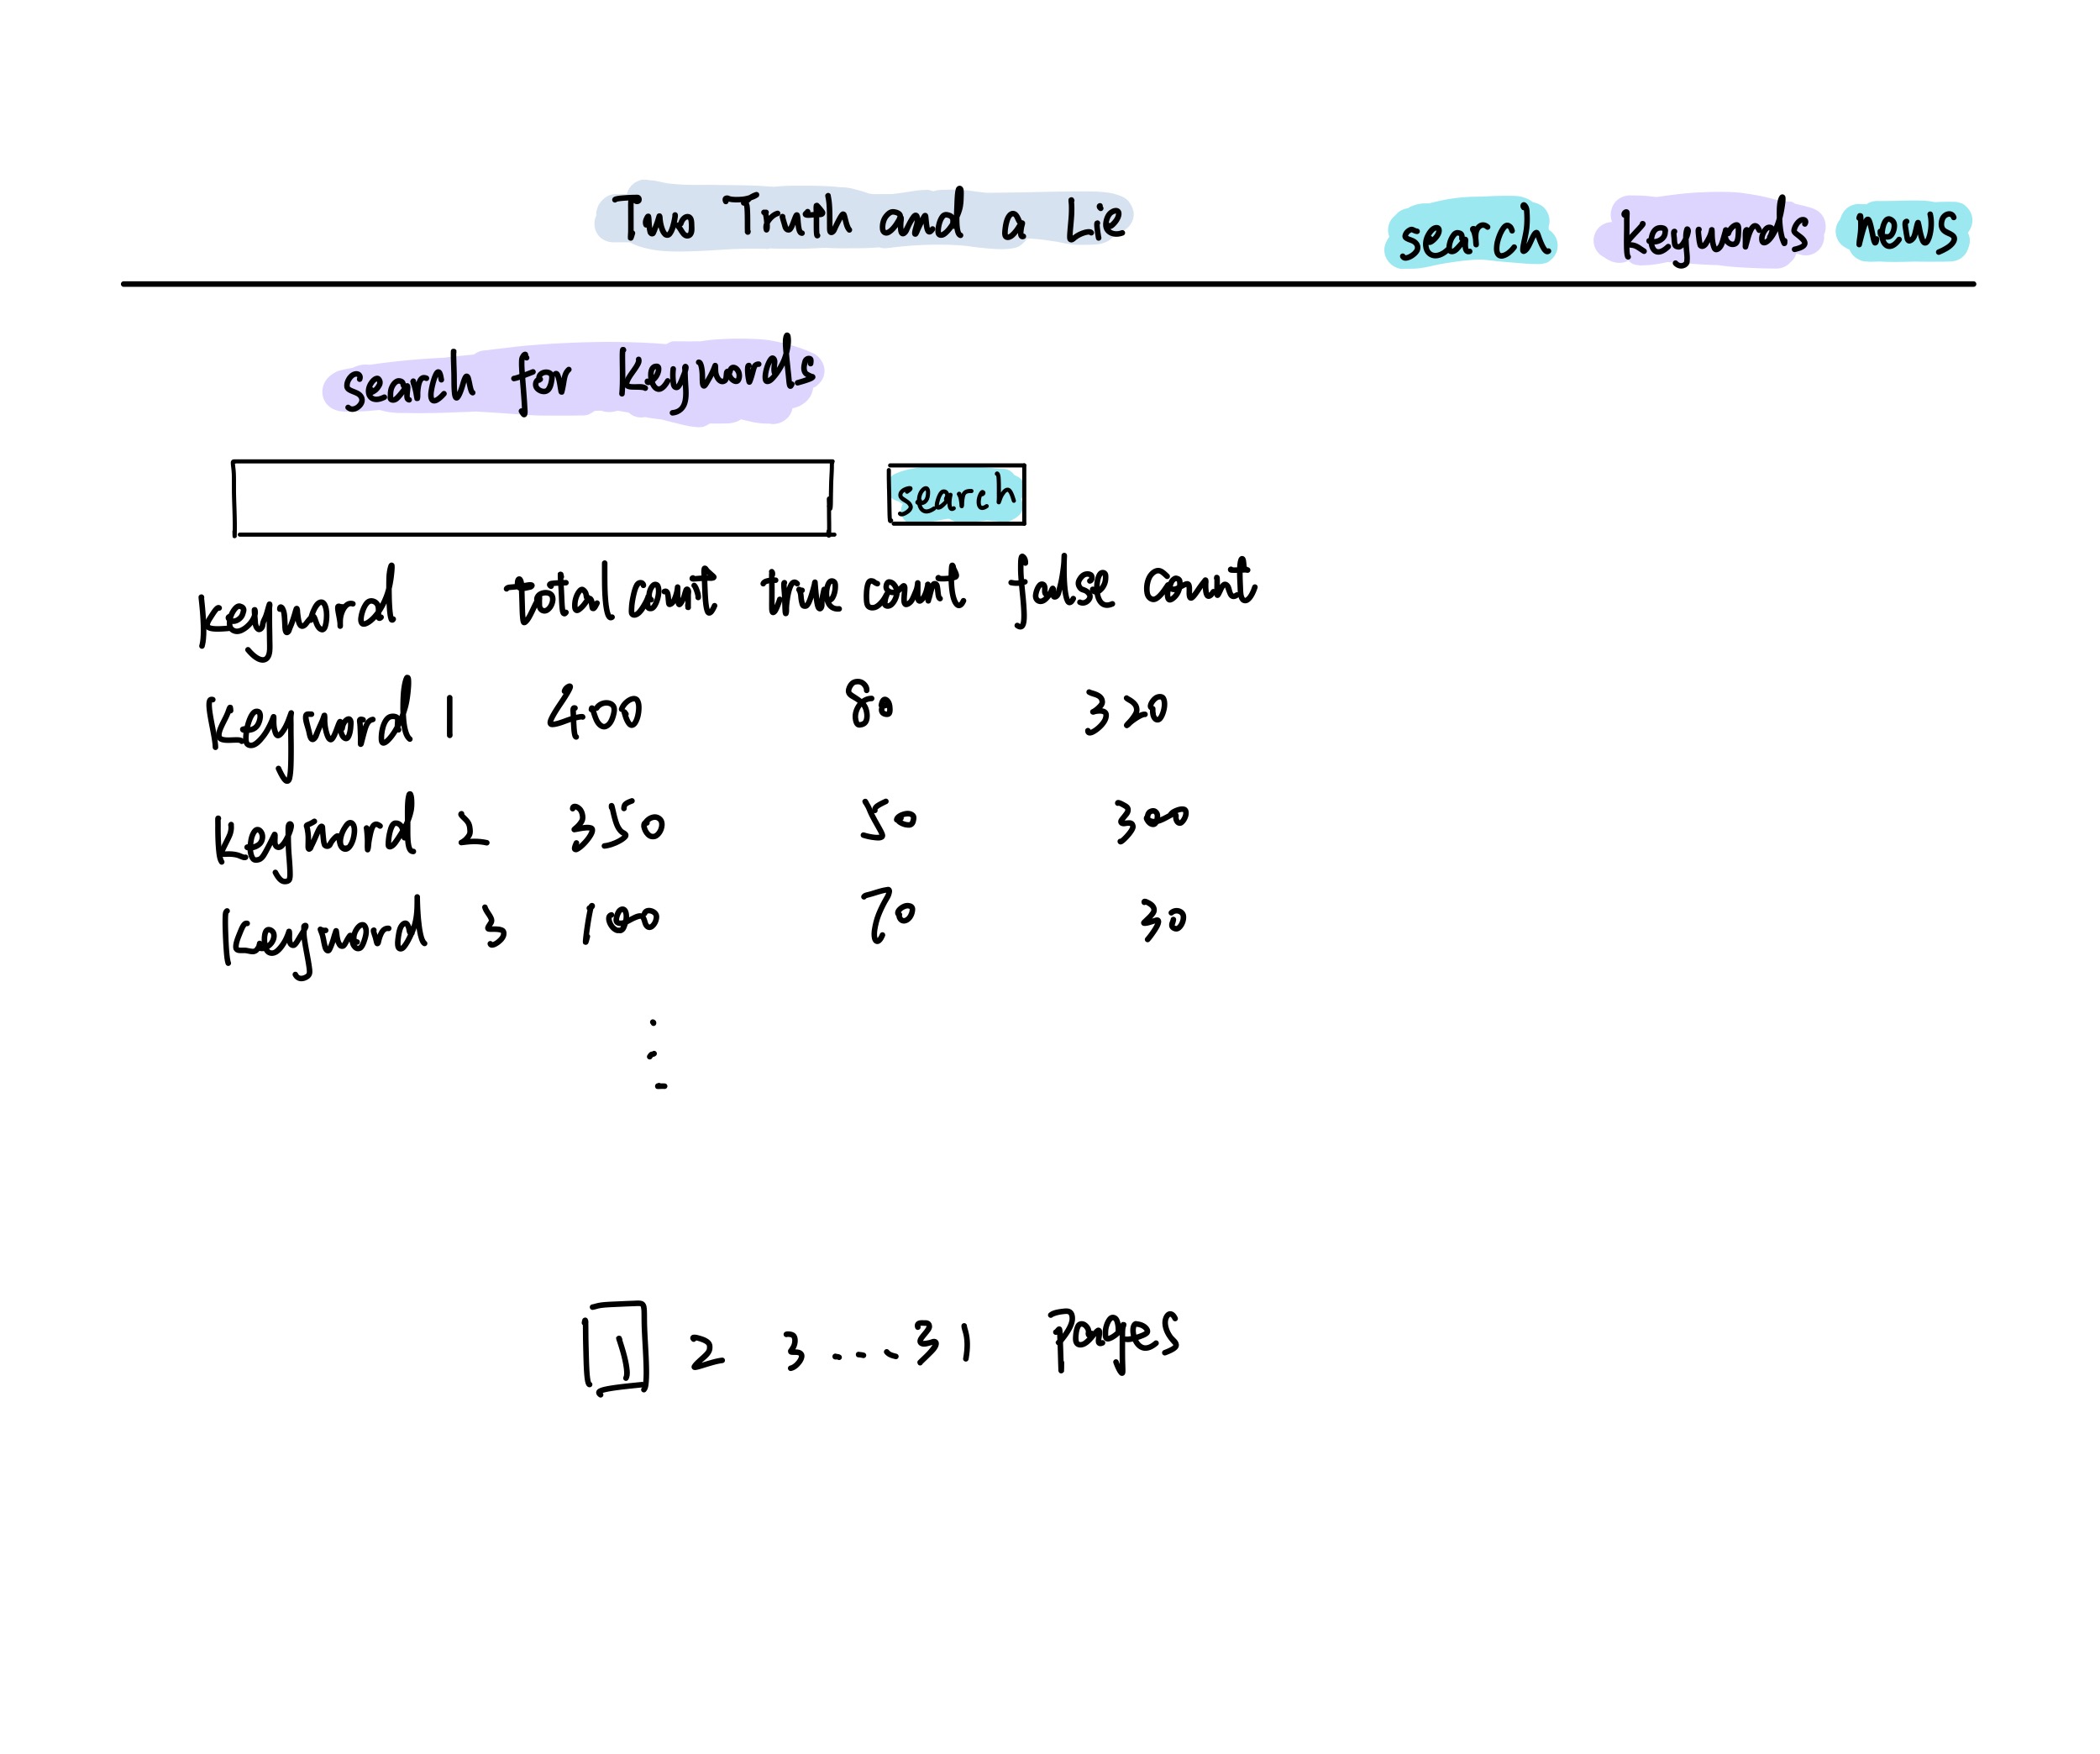 Two Truth and a Lie search keywords news
search for keywords
search
keyword total count true count false count
Keyword 1 400 80 320
Keyword 2 350 50 300
Keyword 3 100 70 30
1 2 3 ... 31 pages